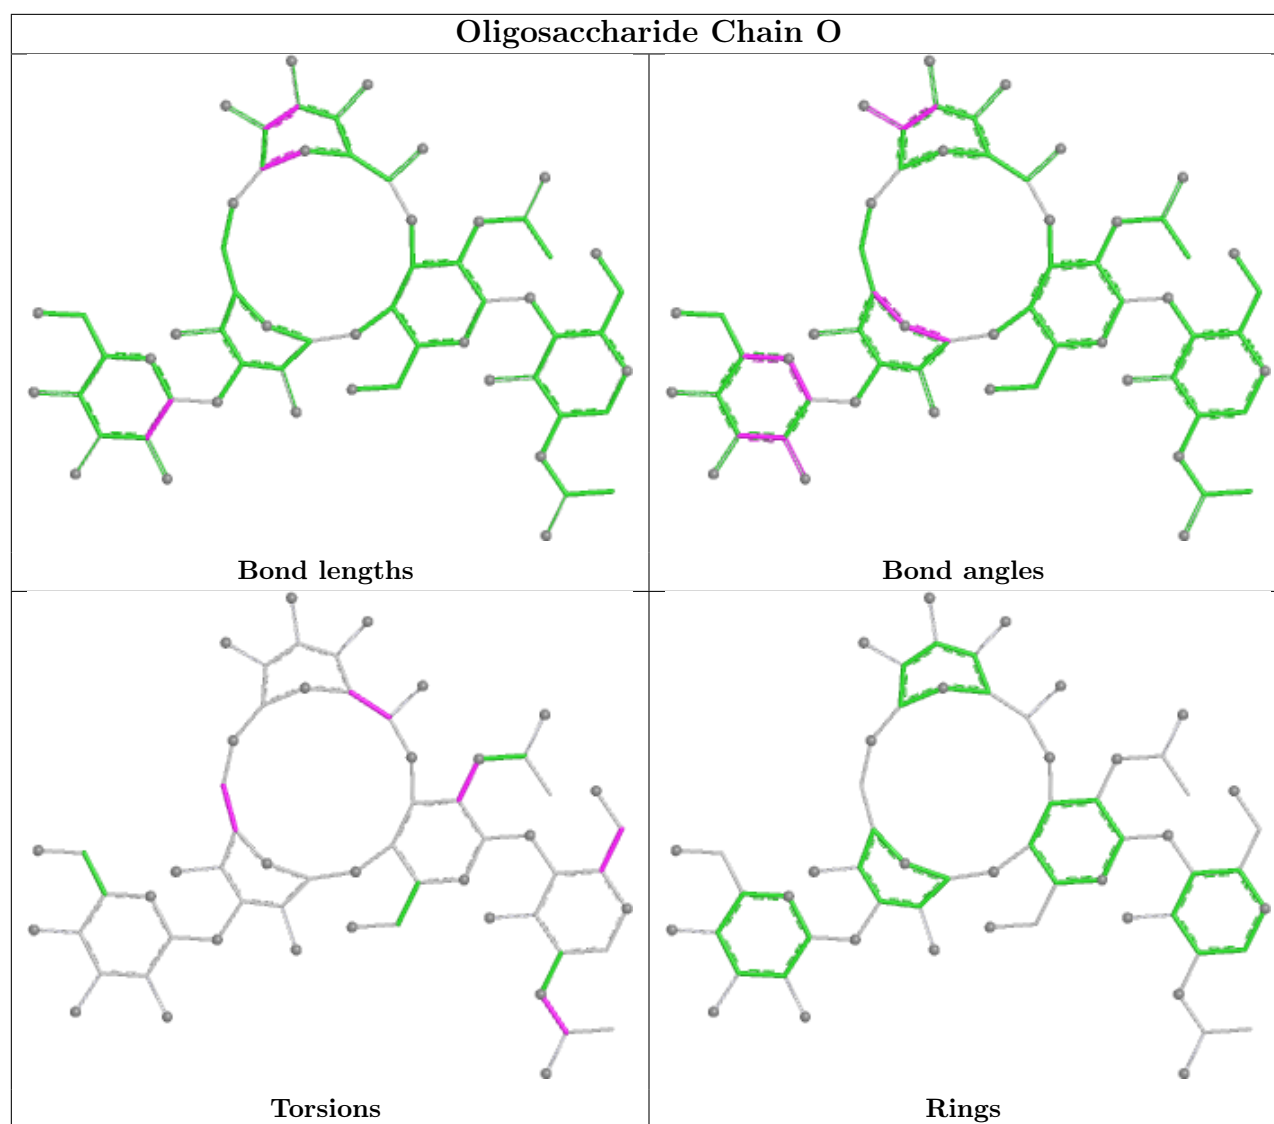 Oligosaccharide Chain O
Bond lengths
Bond angles
Torsions
Rings